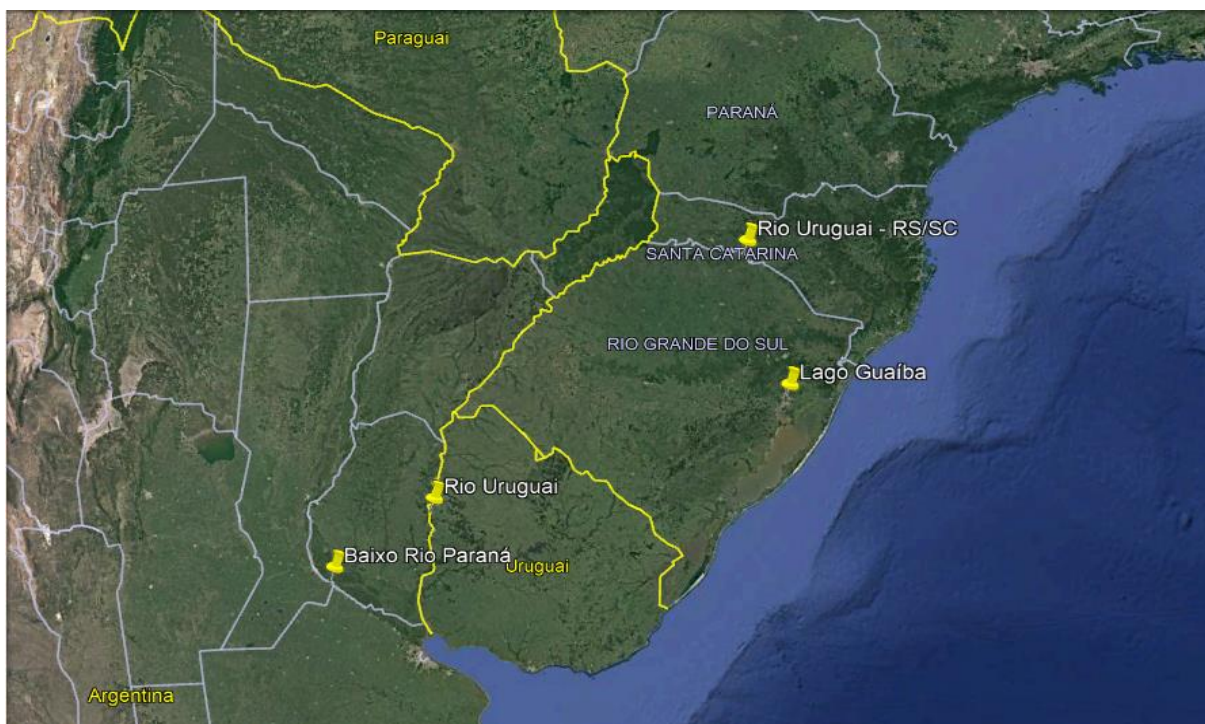 Paraguai
PARANÁ
Rio Uruguai - RS/SC
SANTA CATARINA
RIO GRANDE DO SUL
Lago Guaíba
Rio Uruguai
Baixo Rio Paraná
Uruguai
Argentina